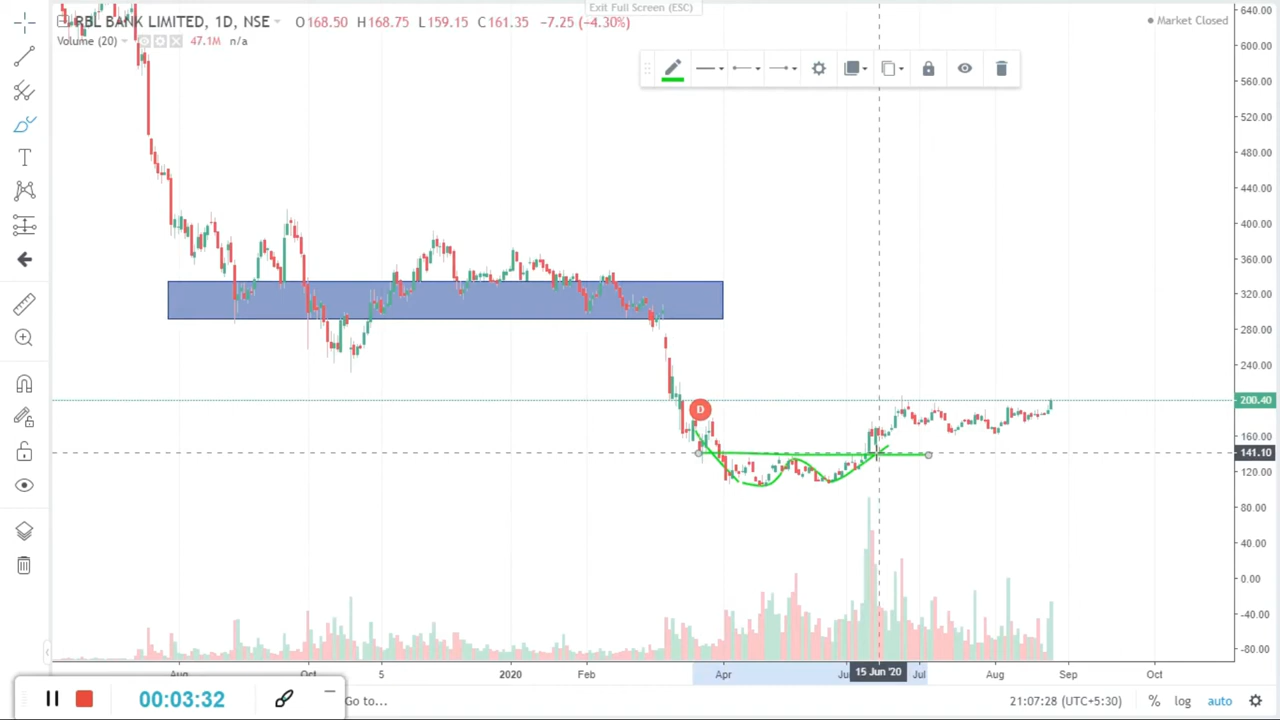 Exit Full Screen (ESC)
RBL BANK LIMITED, 1D, NSE O168.50 H168.75 L159.15 C161.35 -7.25 (-4.30%)
Market Closed
Volume (20) 47.1M n/a
640.00
600.00
560.00
520.00
480.00
440.00
400.00
360.00
320.00
280.00
240.00
200.40
160.00
141.10
120.00
80.00
40.00
0.00
-40.00
-80.00
D
T
Aug Oct 5 2020 Feb Apr 15 Jun '20 Jul Aug Sep Oct
00:03:32
Go to...
21:07:28 (UTC+5:30) % log auto